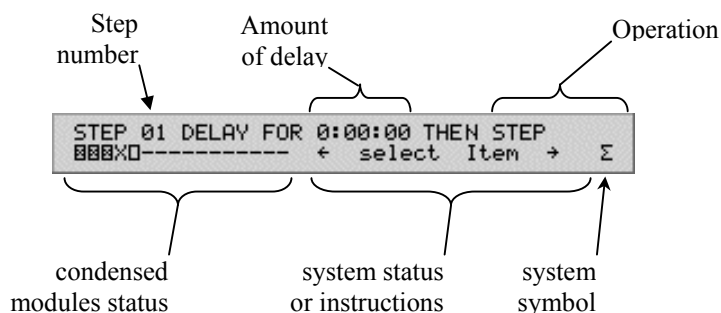 Step number
Amount of delay
Operation
STEP 01 DELAY FOR 0:00:00 THEN STEP
X------------ ← select Item → Σ
condensed modules status
system status or instructions
system symbol